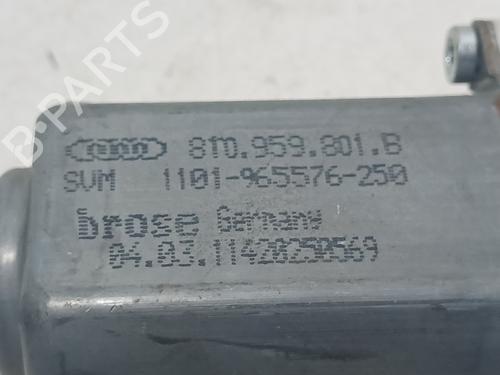 8T0.959.801.B
SVM 1101-965576-250
brose Germany
04.03.11420250569
B-PARTS